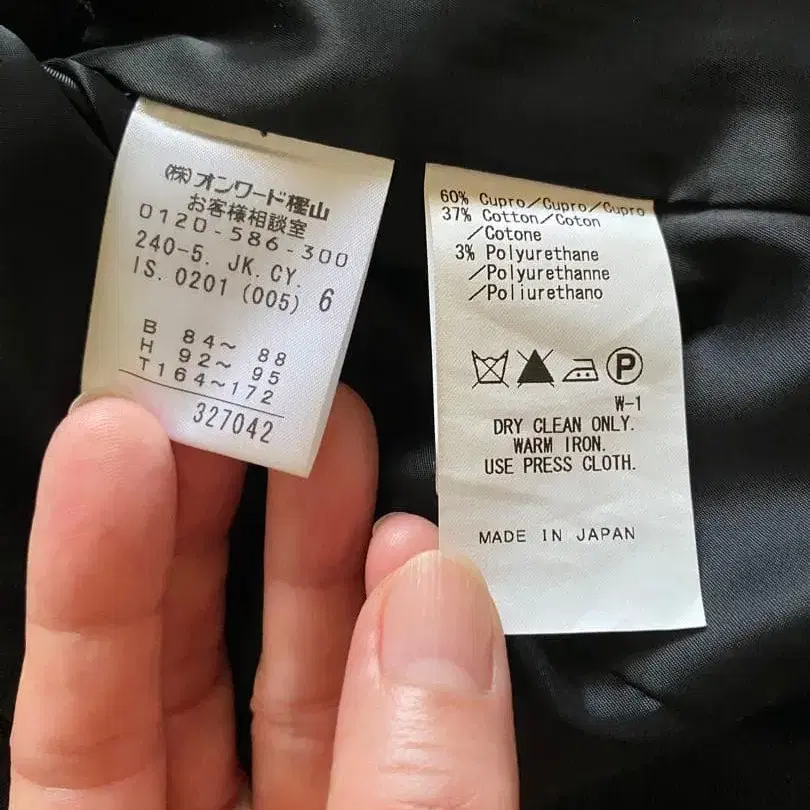 (株)オンワード樫山
お客様相談室
0120-586-300
240-5. JK. CY. 6
IS. 0201 (005)
B 84～ 88
H 92～ 95
T164～172
327042
60% Cupro／Cupro／Cupro
37% Cotton／Coton
／Cotone
3% Polyurethane
／Polyurethanne
／Poliurethano
P
W-1
DRY CLEAN ONLY.
WARM IRON.
USE PRESS CLOTH.
MADE IN JAPAN